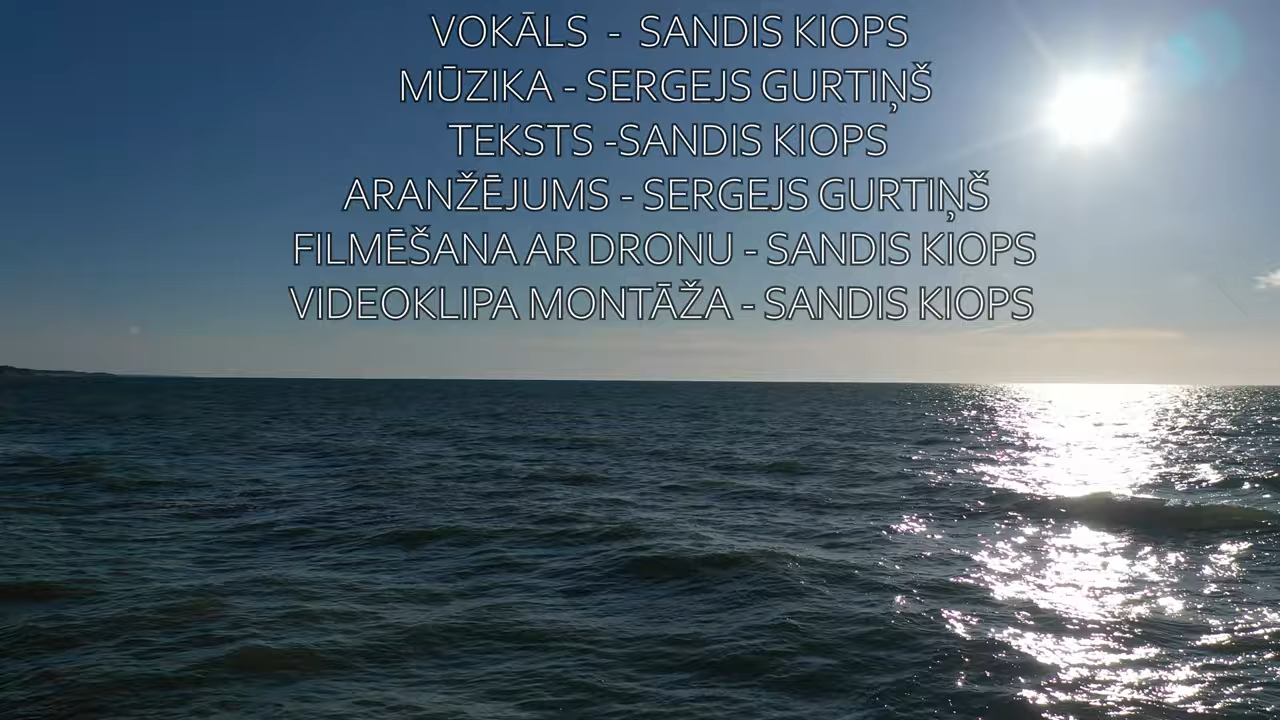 VOKĀLS - SANDIS KIOPS
MŪZIKA - SERGEJS GURTIŅŠ
TEKSTS -SANDIS KIOPS
ARANŽĒJUMS - SERGEJS GURTIŅŠ
FILMĒŠANA AR DRONU - SANDIS KIOPS
VIDEOKLIPA MONTĀŽA - SANDIS KIOPS